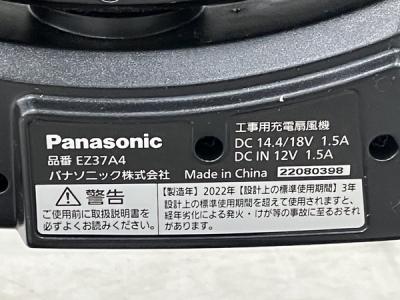 Panasonic
品番 EZ37A4
パナソニック株式会社
工事用充電扇風機
DC 14.4/18V 1.5A
DC IN 12V 1.5A
Made in China 22080398
警告
ご使用前に取扱説明書を
必ずよくお読みください。
【製造年】2022年【設計上の標準使用期間】3年
設計上の標準使用期間を超えて使用されますと、
経年劣化による発火・けが等の事故に至るおそれ
があります。